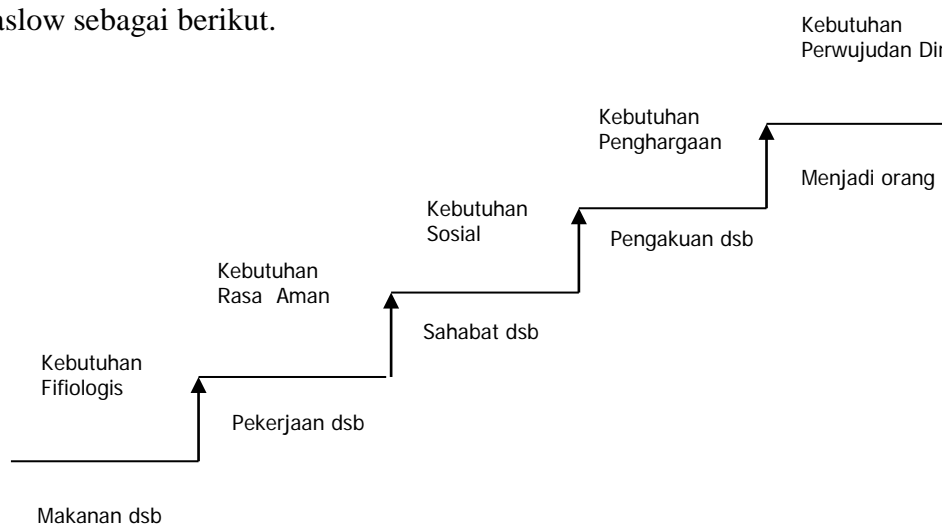 aslow sebagai berikut.
Kebutuhan
Perwujudan Dir
Kebutuhan
Penghargaan
Menjadi orang
Kebutuhan
Sosial
Pengakuan dsb
Kebutuhan
Rasa Aman
Sahabat dsb
Kebutuhan
Fifiologis
Pekerjaan dsb
Makanan dsb